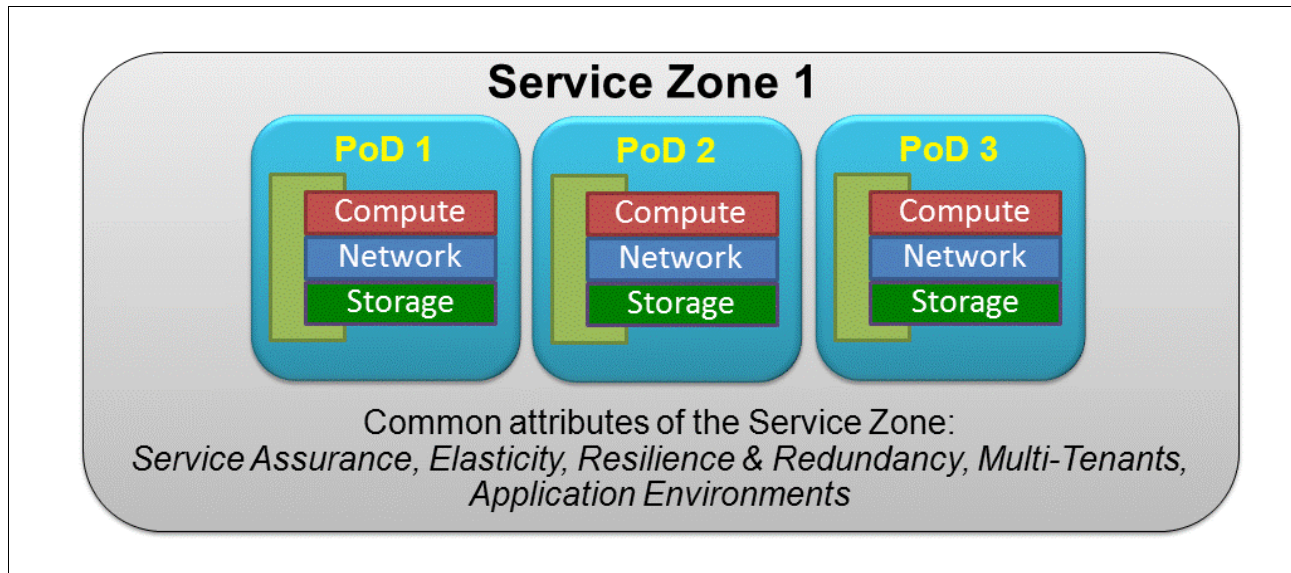 Service Zone 1
PoD 1
Compute
Network
Storage
PoD 2
Compute
Network
Storage
PoD 3
Compute
Network
Storage
Common attributes of the Service Zone:
Service Assurance, Elasticity, Resilience & Redundancy, Multi-Tenants,
Application Environments